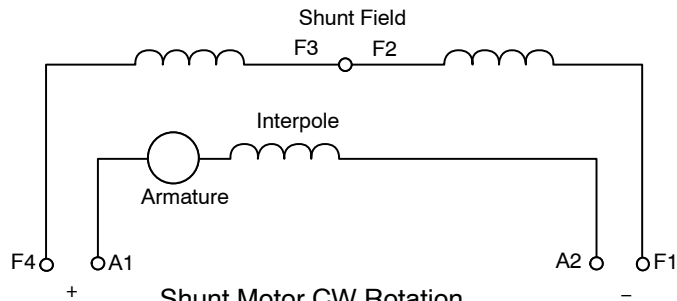 Shunt Field
F3 F2
Interpole
Armature
F4 A1 A2 F1
+ –
Shunt Motor CW Rotation